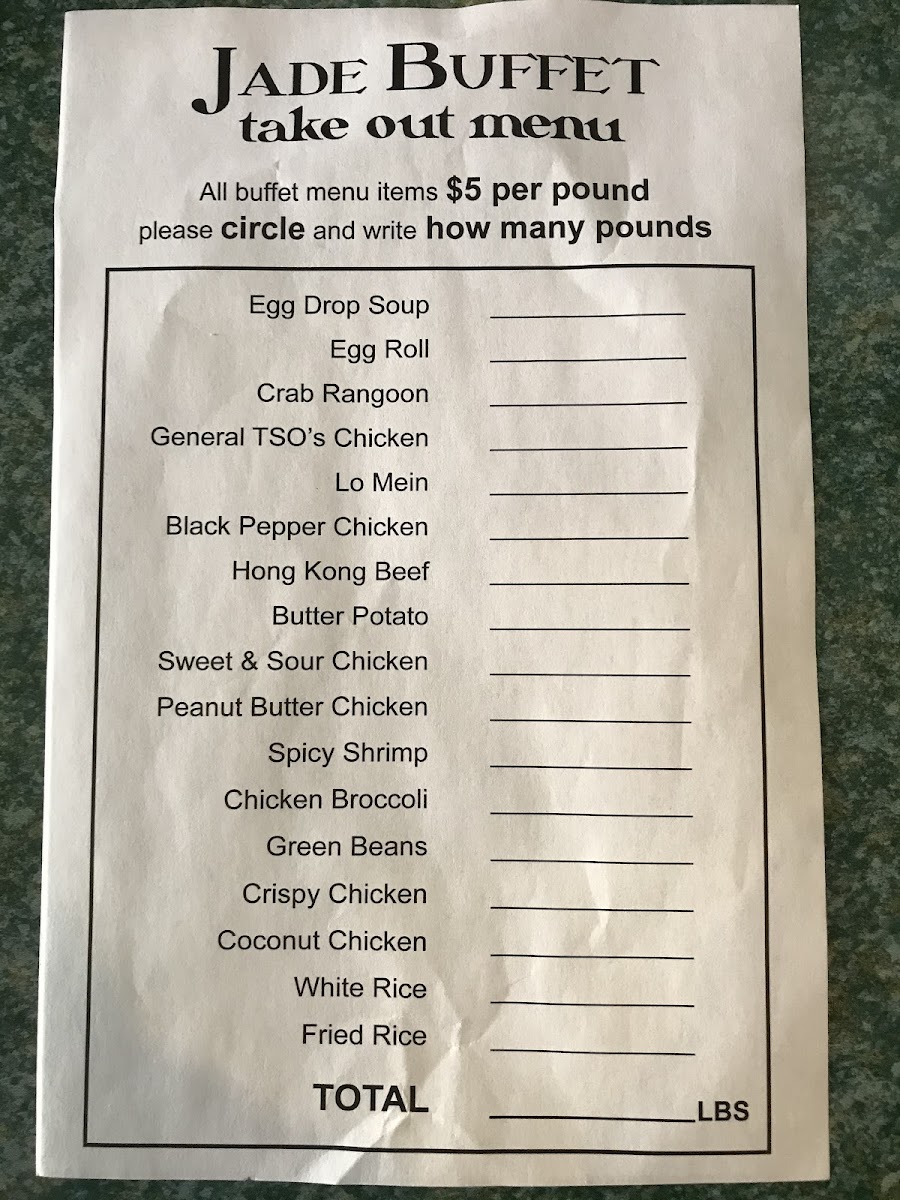 JADE BUFFET
take out menu
All buffet menu items $5 per pound
please circle and write how many pounds
Egg Drop Soup
Egg Roll
Crab Rangoon
General TSO's Chicken
Lo Mein
Black Pepper Chicken
Hong Kong Beef
Butter Potato
Sweet & Sour Chicken
Peanut Butter Chicken
Spicy Shrimp
Chicken Broccoli
Green Beans
Crispy Chicken
Coconut Chicken
White Rice
Fried Rice
TOTAL LBS